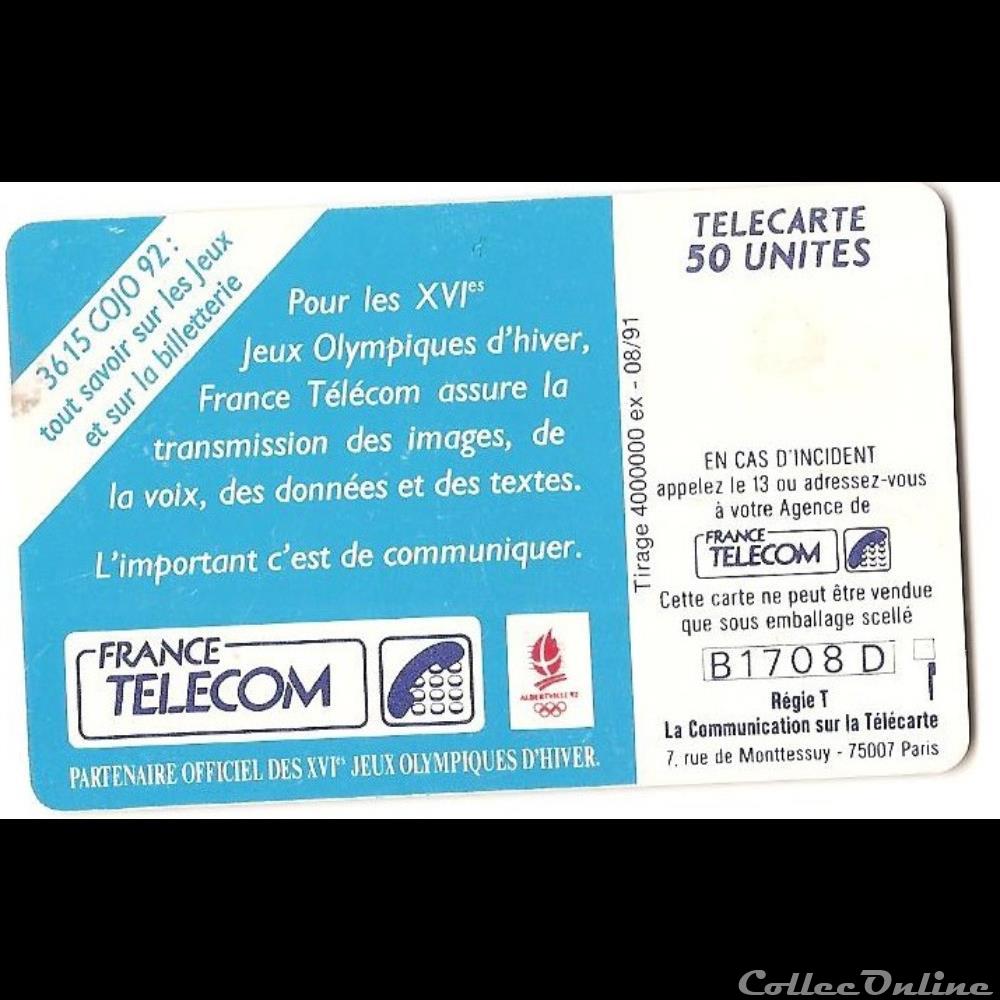 3615 COJO 92 :
tout savoir sur les Jeux
et sur la billetterie
Pour les XVIes
Jeux Olympiques d'hiver,
France Télécom assure la
transmission des images, de
la voix, des données et des textes.
L'important c'est de communiquer.
FRANCE
TELECOM
ALBERTVILLE 92
PARTENAIRE OFFICIEL DES XVIes JEUX OLYMPIQUES D'HIVER.
Tirage 4000000 ex - 08/91
TELECARTE
50 UNITES
EN CAS D'INCIDENT
appelez le 13 ou adressez-vous
à votre Agence de
FRANCE
TELECOM
Cette carte ne peut être vendue
que sous emballage scellé
B1708 D
Régie T
La Communication sur la Télécarte
7, rue de Monttessuy - 75007 Paris
CollecOnline